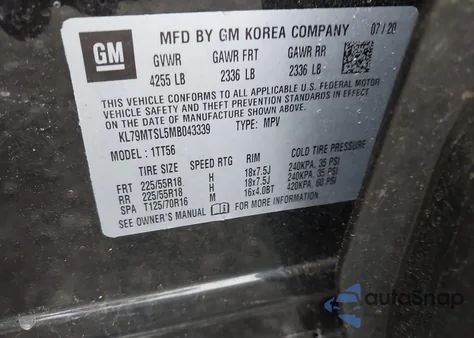 GM
MFD BY GM KOREA COMPANY 07/20
GVWR GAWR FRT GAWR RR
4255 LB 2336 LB 2336 LB
THIS VEHICLE CONFORMS TO ALL APPLICABLE U.S. FEDERAL MOTOR
VEHICLE SAFETY AND THEFT PREVENTION STANDARDS IN EFFECT
ON THE DATE OF MANUFACTURE SHOWN ABOVE.
KL79MTSL5MB043339 TYPE: MPV
MODEL: 1TT56
TIRE SIZE SPEED RTG RIM COLD TIRE PRESSURE
FRT 225/55R18 H 18x7.5J 240KPA, 35 PSI
RR 225/55R18 H 18x7.5J 240KPA, 35 PSI
SPA T125/70R16 M 16x4.0BT 420KPA, 60 PSI
SEE OWNER'S MANUAL FOR MORE INFORMATION.
autoSnap